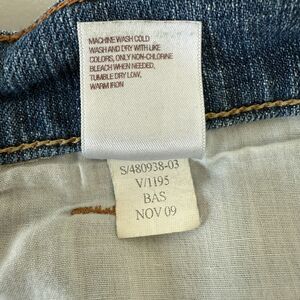 MACHINE WASH COLD
WASH AND DRY WITH LIKE
COLORS, ONLY NON-CHLORINE
BLEACH WHEN NEEDED,
TUMBLE DRY LOW,
WARM IRON
S/480938-03
V/1195
BAS
NOV 09